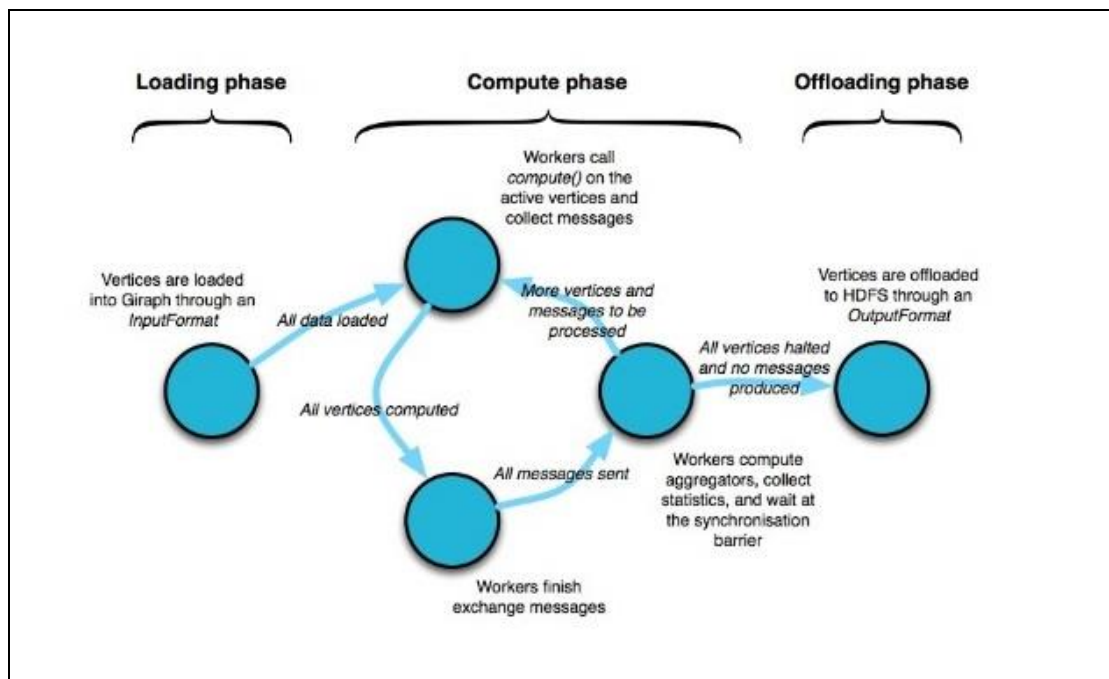 Loading phase
Compute phase
Offloading phase
Workers call
compute() on the
active vertices and
collect messages
Vertices are loaded
into Giraph through an
InputFormat
All data loaded
More vertices and
messages to be
processed
Vertices are offloaded
to HDFS through an
OutputFormat
All vertices halted
and no messages
produced
All vertices computed
All messages sent
Workers compute
aggregators, collect
statistics, and wait at
the synchronisation
barrier
Workers finish
exchange messages